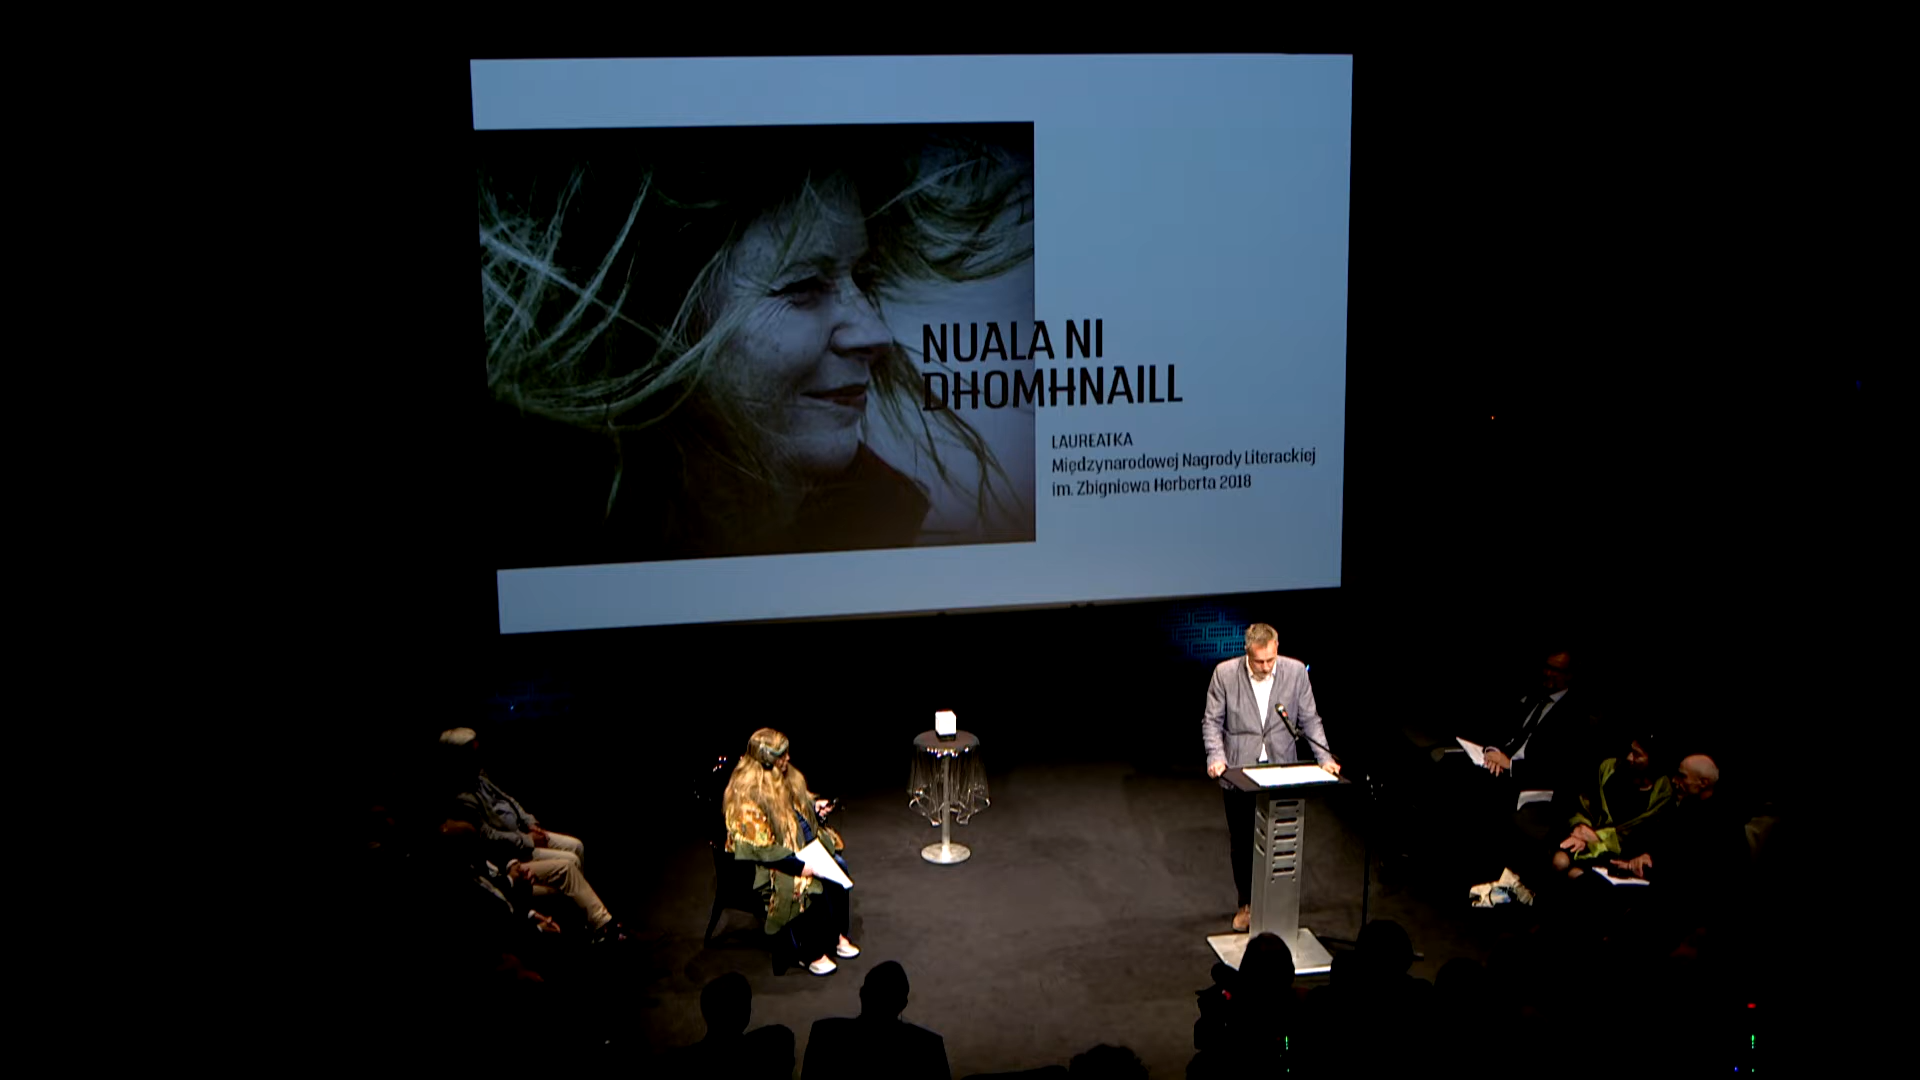 NUALA NI
DHOMHNAILL
LAUREATKA
Międzynarodowej Nagrody Literackiej
im. Zbigniewa Herberta 2018